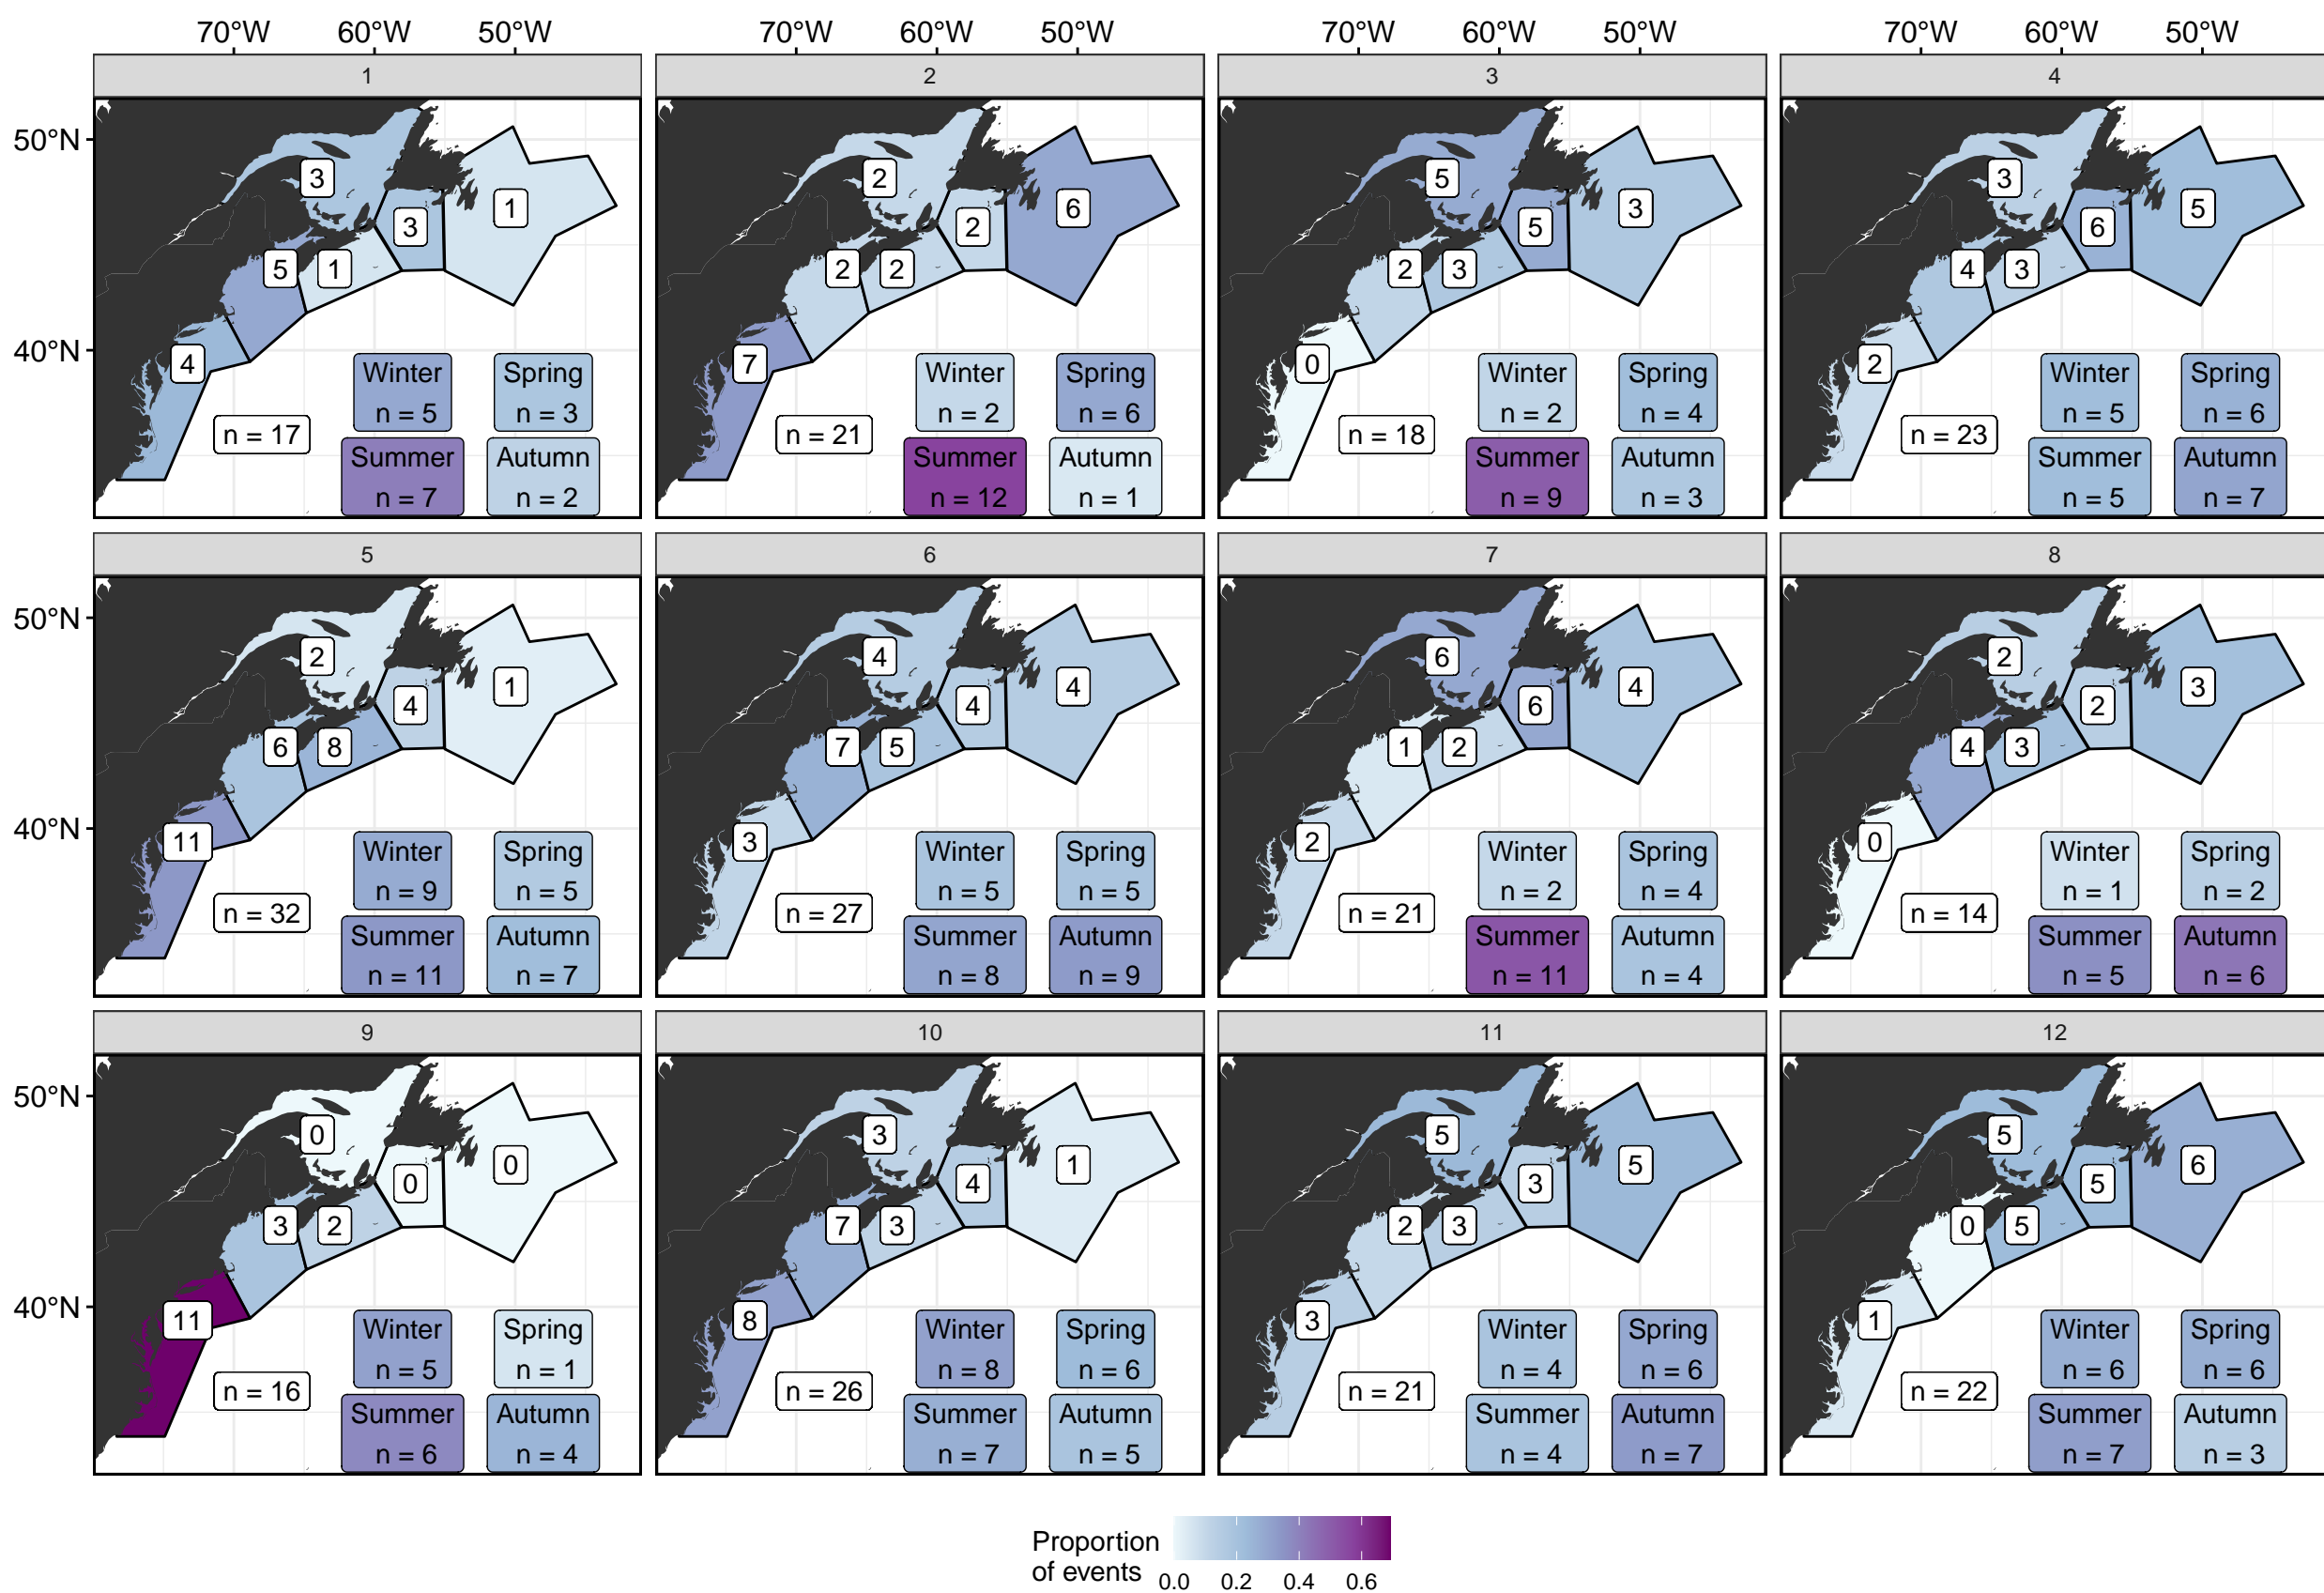 70°W 60°W 50°W 70°W 60°W 50°W 70°W 60°W 50°W 70°W 60°W 50°W
1 2 3 4
50°N
3 3 1 5 1 4
2 2 6 2 2 7
5 5 3 2 3 0
3 6 5 4 3 2
40°N
Winter Spring Winter Spring Winter Spring Winter Spring
n = 5 n = 3 n = 2 n = 6 n = 2 n = 4 n = 5 n = 6
n = 17 n = 21 n = 18 n = 23
Summer Autumn Summer Autumn Summer Autumn Summer Autumn
n = 7 n = 2 n = 12 n = 1 n = 9 n = 3 n = 5 n = 7
5 6 7 8
50°N
2 4 1 6 8 11
4 4 4 7 5 3
6 6 4 1 2 2
2 2 3 4 3 0
40°N
Winter Spring Winter Spring Winter Spring Winter Spring
n = 9 n = 5 n = 5 n = 5 n = 2 n = 4 n = 1 n = 2
n = 32 n = 27 n = 21 n = 14
Summer Autumn Summer Autumn Summer Autumn Summer Autumn
n = 11 n = 7 n = 8 n = 9 n = 11 n = 4 n = 5 n = 6
9 10 11 12
50°N
0 0 0 3 2 11
3 4 1 7 3 8
5 3 5 2 3 3
5 5 6 0 5 1
40°N
Winter Spring Winter Spring Winter Spring Winter Spring
n = 5 n = 1 n = 8 n = 6 n = 4 n = 6 n = 6 n = 6
n = 16 n = 26 n = 21 n = 22
Summer Autumn Summer Autumn Summer Autumn Summer Autumn
n = 6 n = 4 n = 7 n = 5 n = 4 n = 7 n = 7 n = 3
Proportion
of events
0.0 0.2 0.4 0.6